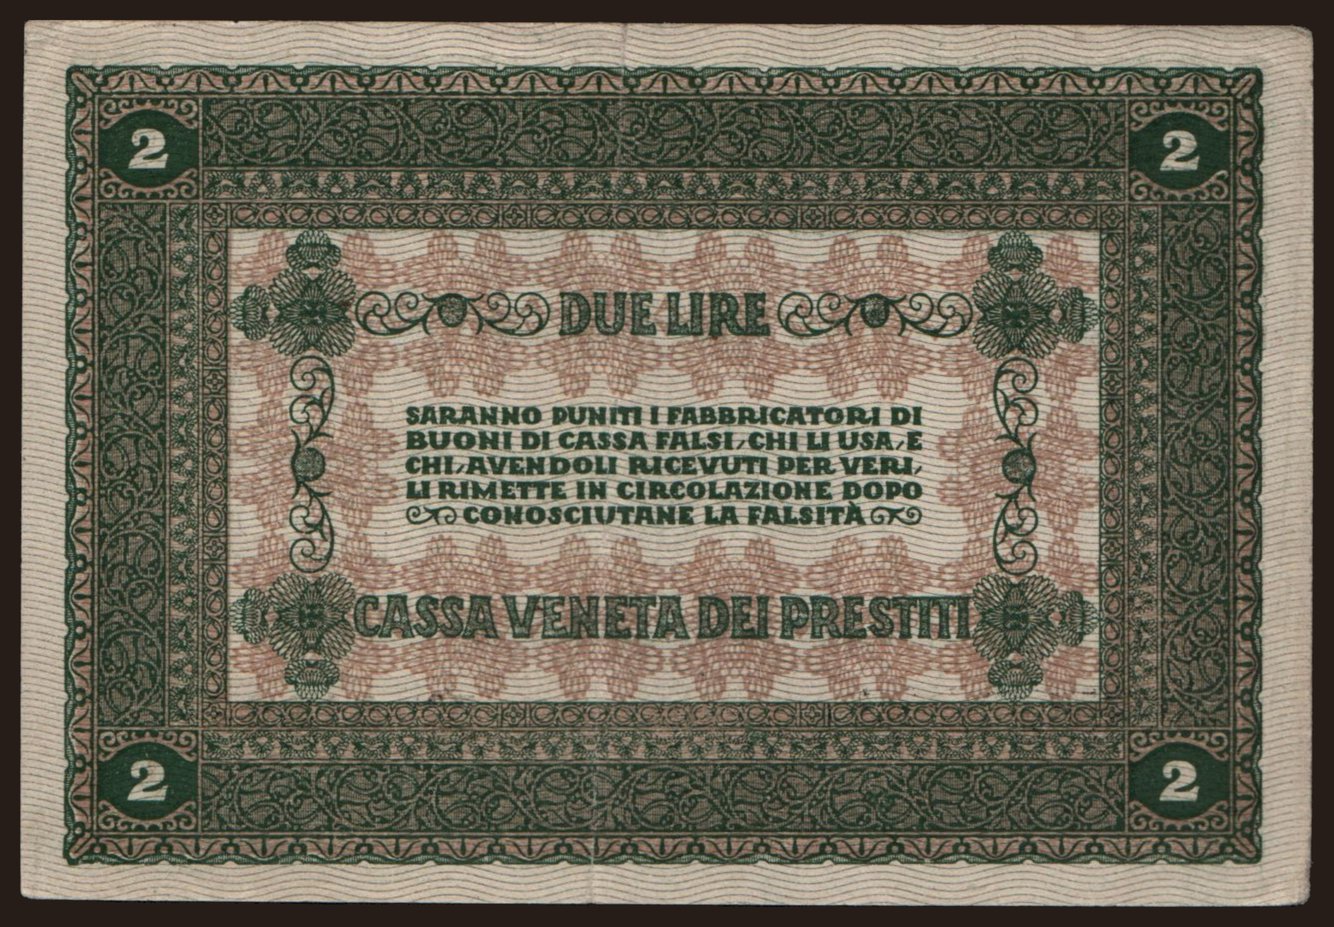 2 2
DUE LIRE
SARANNO PUNITI I FABBRICATORI DI
BUONI DI CASSA FALSI, CHI LI USA, E
CHI, AVENDOLI RICEVUTI PER VERI,
LI RIMETTE IN CIRCOLAZIONE DOPO
CONOSCIUTANE LA FALSITÀ
CASSA VENETA DEI PRESTITI
2 2